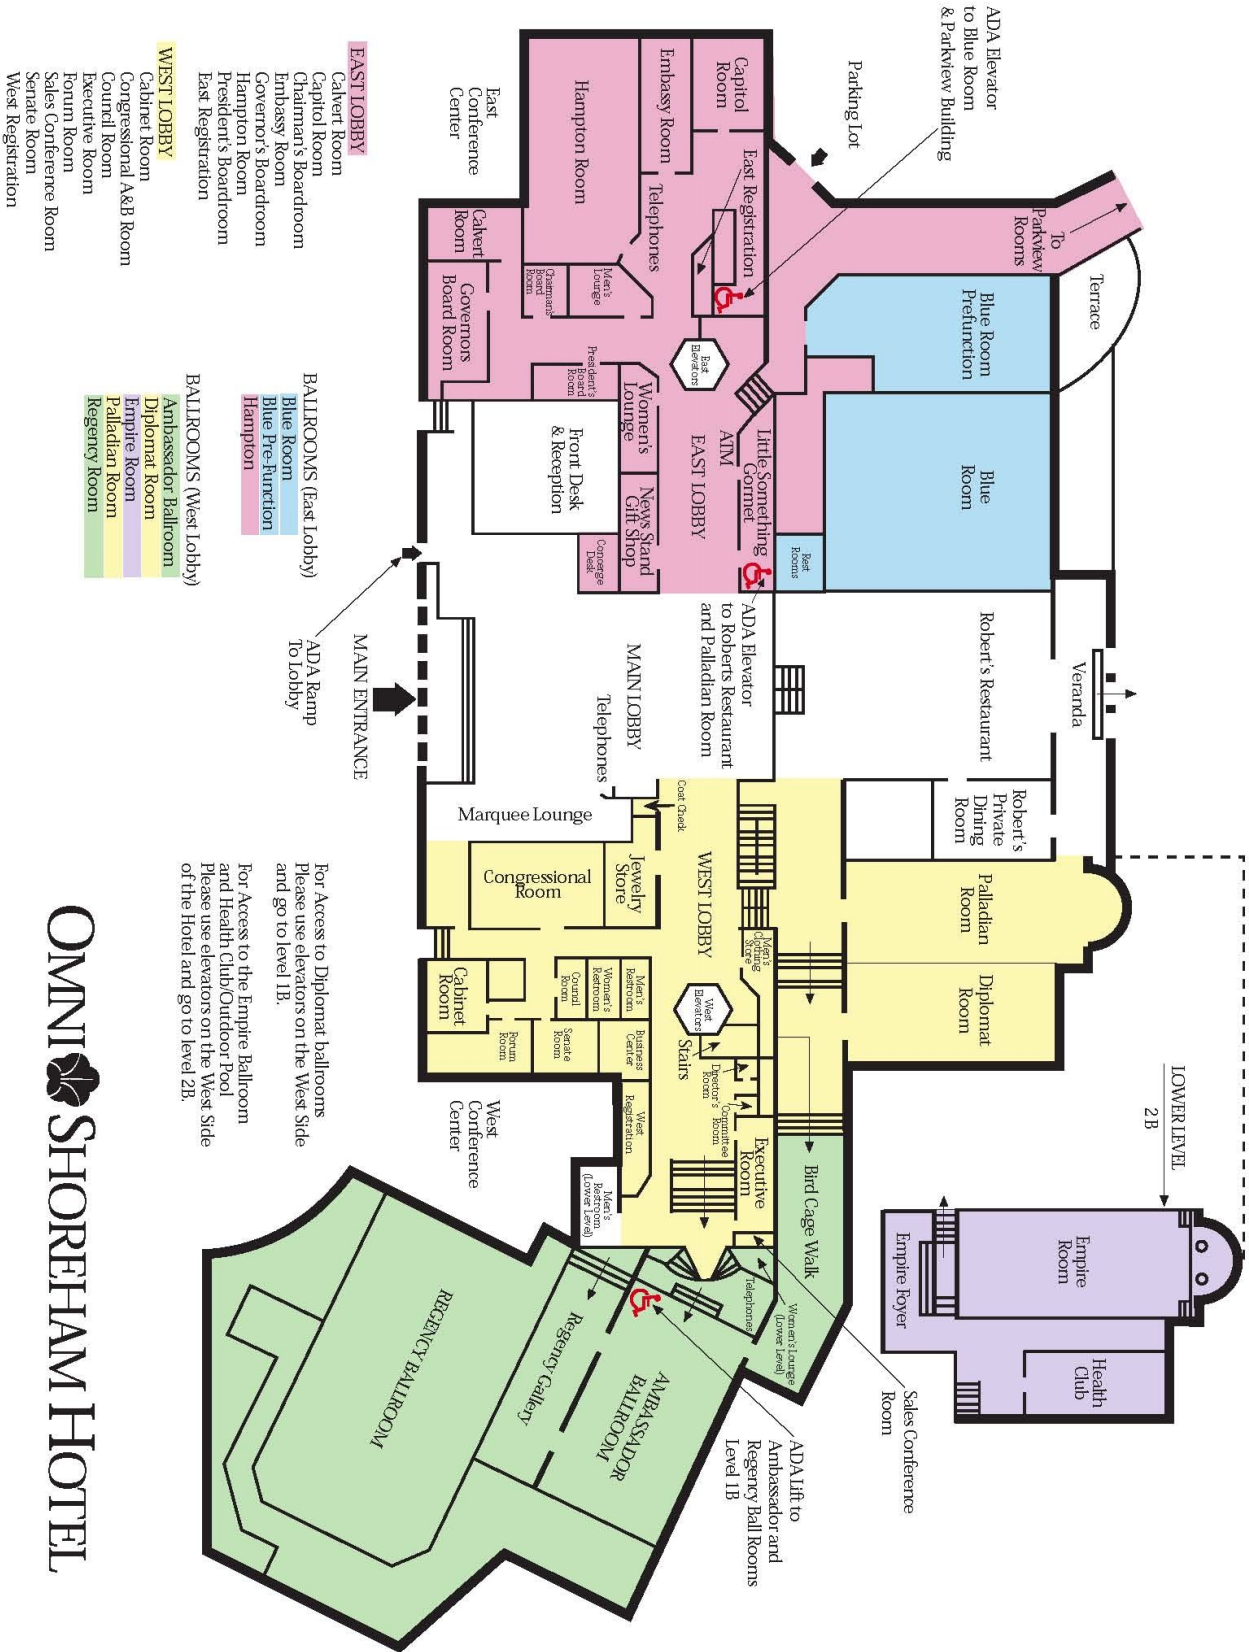 ADA Elevator
to Blue Room
& Parkview Building
Parking Lot
To
Parkview
Rooms
Terrace
Capitol
Room
Embassy Room
Hampton Room
East Registration
Telephones
Blue Room
Prefunction
East
Conference
Center
Calvert
Room
Governors
Board Room
Chairman's
Board
Room
Men's
Lounge
President's
Board
Room
East
Elevators
Women's
Lounge
News Stand
Gift Shop
Concerge
Desk
Front Desk
& Reception
EAST LOBBY
ATM
Little Something
Gormet
Rest
Rooms
Blue
Room
ADA Elevator
to Roberts Restaurant
and Palladian Room
Robert's Restaurant
Veranda
MAIN LOBBY
Telephones
ADA Ramp
To Lobby
MAIN ENTRANCE
Robert's
Private
Dining
Room
Coat Check
Marquee Lounge
Jewelry
Store
Congressional
Room
WEST LOBBY
Palladian
Room
Diplomat
Room
Men's
Clothing
Store
West
Elevators
Stairs
Men's
Restroom
Women's
Restroom
Council
Room
Cabinet
Room
Business
Center
Senate
Room
Forum
Room
Director's
Room
Committee
Room
Executive
Room
West
Registration
West
Conference
Center
Men's
Restroom
(Lower Level)
Bird Cage Walk
Telephones
Women's Lounge
(Lower Level)
LOWER LEVEL
2B
Empire
Room
Empire Foyer
Health
Club
Sales Conference
Room
ADA Lift to
Ambassador and
Regency Ball Rooms
Level 1B
Regency Gallery
AMBASSADOR
BALLROOM
REGENCY BALLROOM
EAST LOBBY
Calvert Room
Capitol Room
Chairman's Boardroom
Embassy Room
Governor's Boardroom
Hampton Room
President's Boardroom
East Registration
WEST LOBBY
Cabinet Room
Congressional A&B Room
Council Room
Executive Room
Forum Room
Sales Conference Room
Senate Room
West Registration
BALLROOMS (East Lobby)
Blue Room
Blue Pre-Function
Hampton
BALLROOMS (West Lobby)
Ambassador Ballroom
Diplomat Room
Empire Room
Palladian Room
Regency Room
For Access to Diplomat ballrooms
Please use elevators on the West Side
and go to level 1B.
For Access to the Empire Ballroom
and Health Club/Outdoor Pool
Please use elevators on the West Side
of the Hotel and go to level 2B.
OMNI SHOREHAM HOTEL